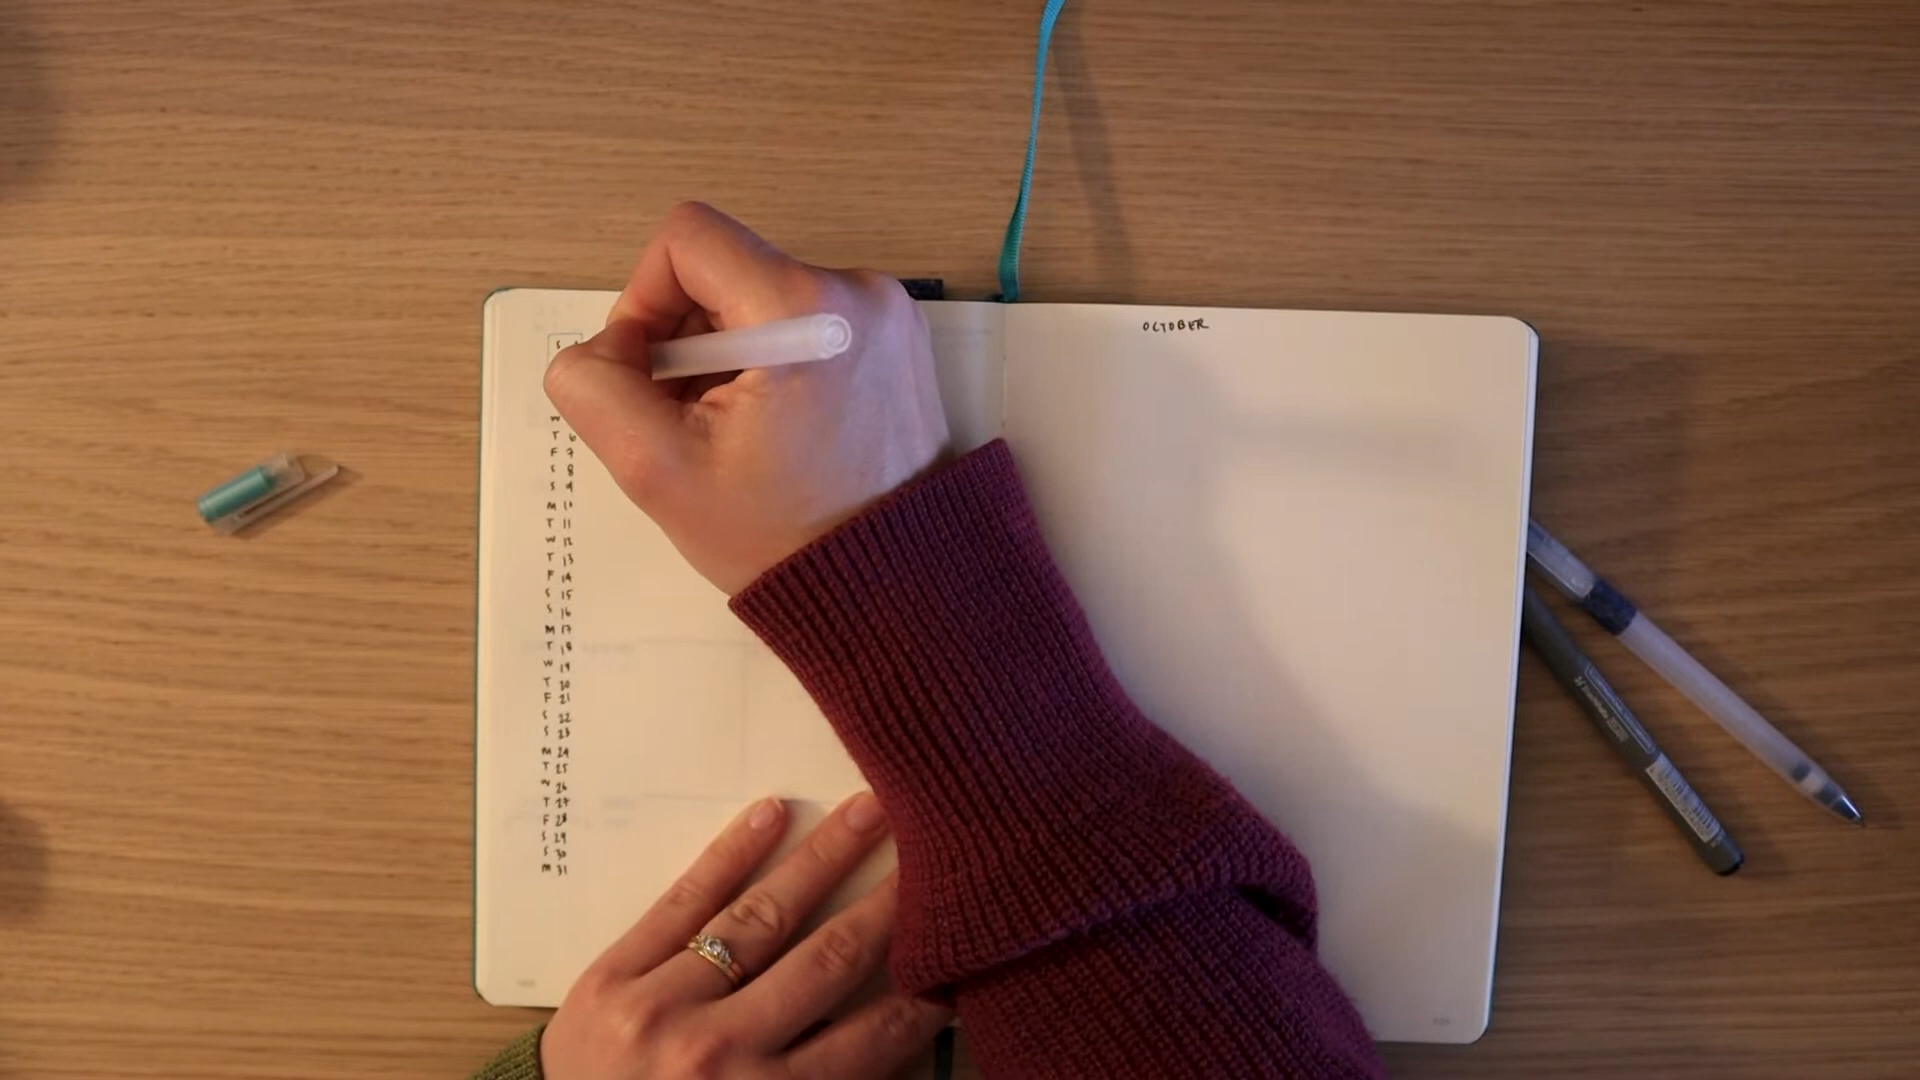 S 1
W
T 6
F 7
S 8
S 9
M 10
T 11
W 12
T 13
F 14
S 15
S 16
M 17
T 18
W 19
T 20
F 21
S 22
S 23
M 24
T 25
W 26
T 27
F 28
S 29
S 30
M 31
OCTOBER